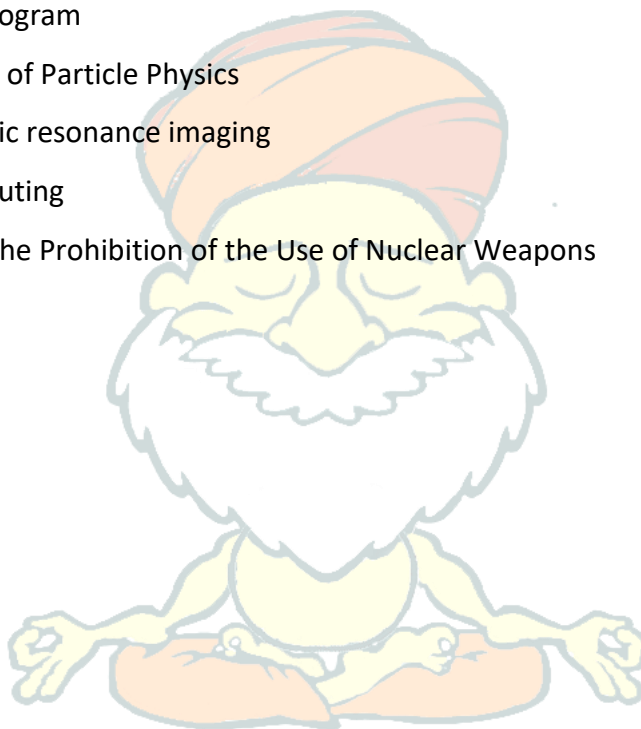 ogram
of Particle Physics
ic resonance imaging
uting
he Prohibition of the Use of Nuclear Weapons